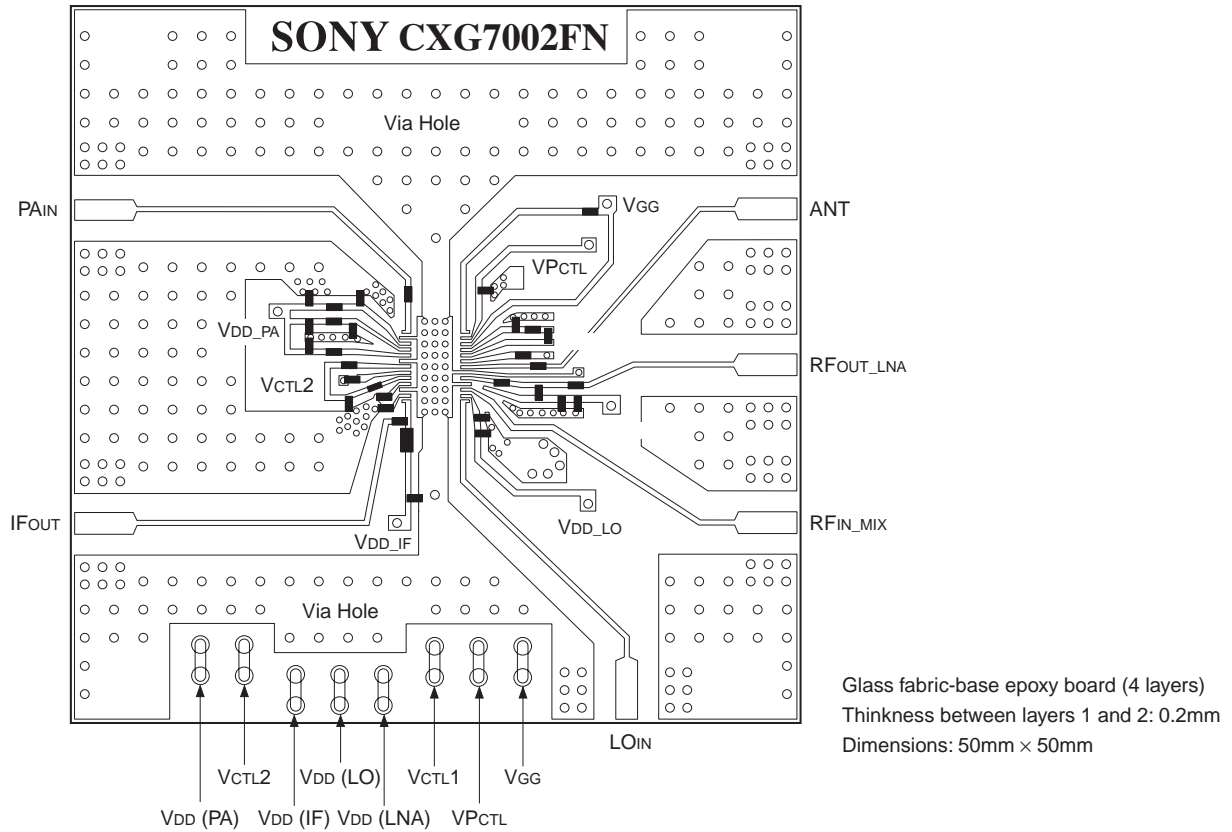 SONY CXG7002FN
Via Hole
PAIN
VGG
ANT
VPCTL
VDD_PA
RFOUT_LNA
VCTL2
IFOUT
VDD_IF
VDD_LO
RFIN_MIX
Via Hole
LOIN
Glass fabric-base epoxy board (4 layers)
Thinkness between layers 1 and 2: 0.2mm
Dimensions: 50mm × 50mm
VCTL2
VDD (LO)
VCTL1
VGG
VDD (PA)
VDD (IF)
VDD (LNA)
VPCTL